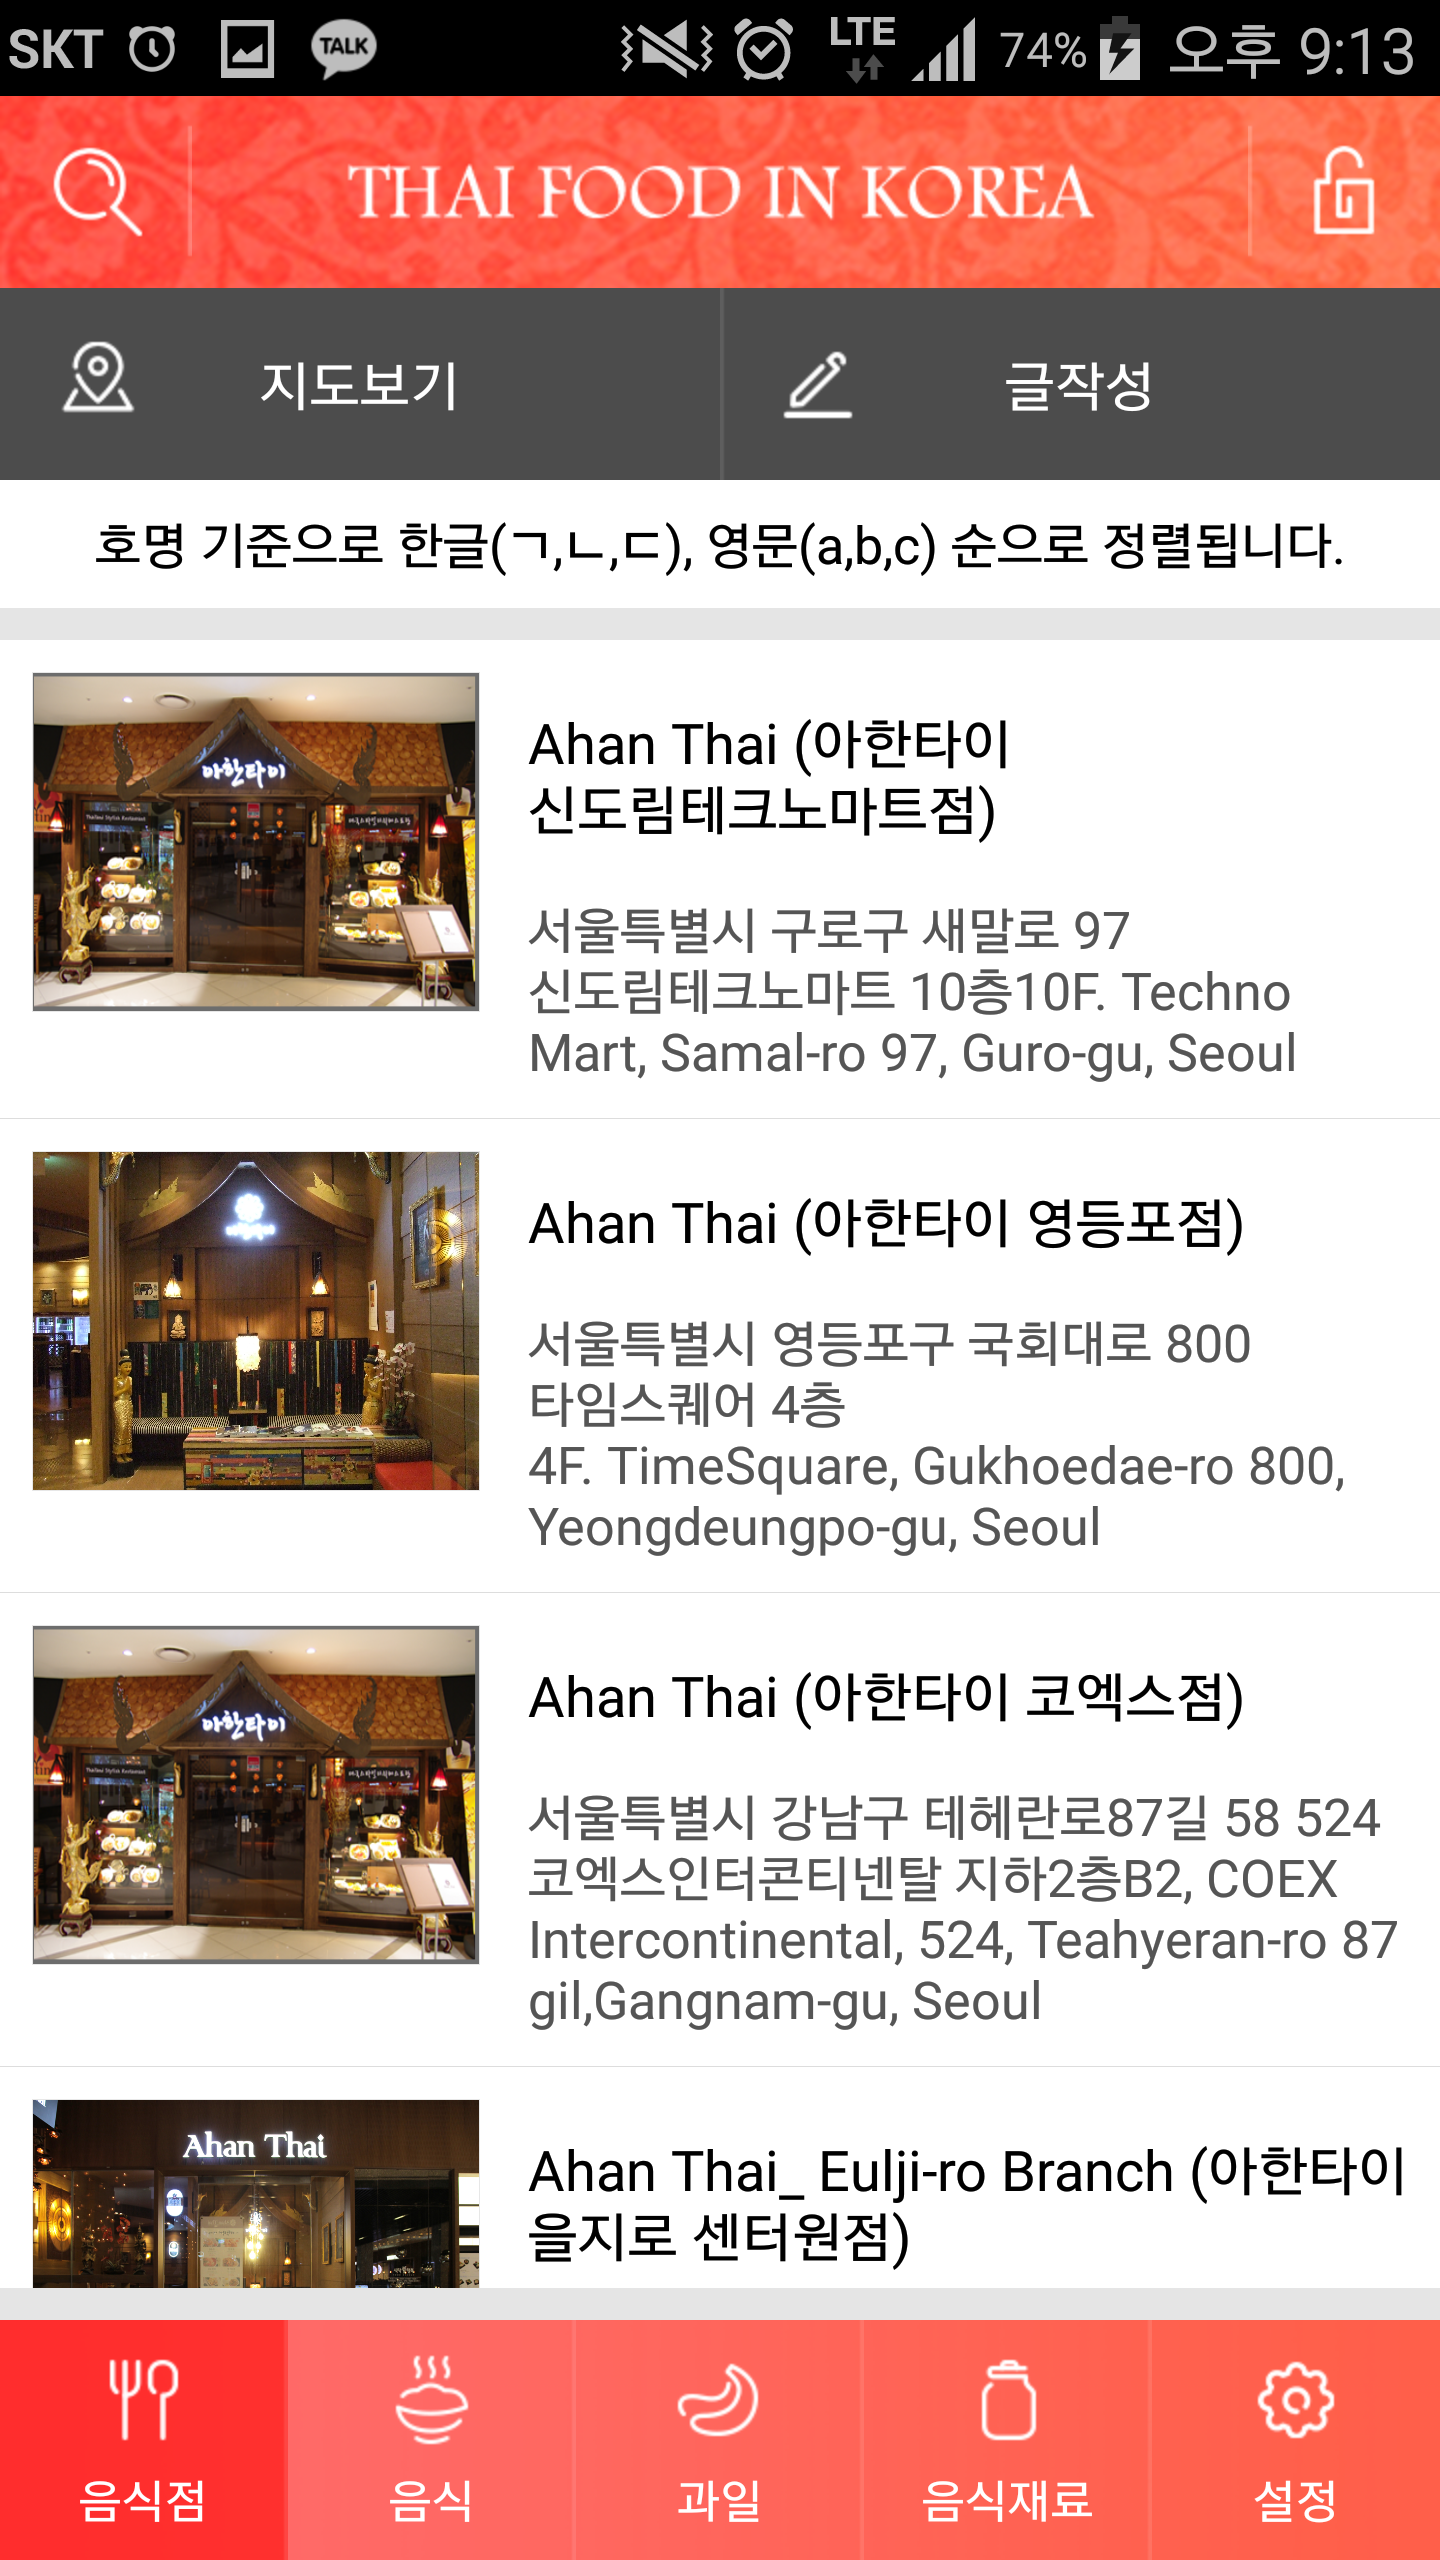 SKT TALK LTE 74% 오후 9:13
THAI FOOD IN KOREA
지도보기
글작성
호명 기준으로 한글(ㄱ,ㄴ,ㄷ), 영문(a,b,c) 순으로 정렬됩니다.
아한타이
Ahan Thai (아한타이
신도림테크노마트점)
서울특별시 구로구 새말로 97
신도림테크노마트 10층10F. Techno
Mart, Samal-ro 97, Guro-gu, Seoul
Ahan Thai (아한타이 영등포점)
서울특별시 영등포구 국회대로 800
타임스퀘어 4층
4F. TimeSquare, Gukhoedae-ro 800,
Yeongdeungpo-gu, Seoul
아한타이
Ahan Thai (아한타이 코엑스점)
서울특별시 강남구 테헤란로87길 58 524
코엑스인터콘티넨탈 지하2층B2, COEX
Intercontinental, 524, Teahyeran-ro 87
gil,Gangnam-gu, Seoul
Ahan Thai
Ahan Thai_ Eulji-ro Branch (아한타이
을지로 센터원점)
음식점
음식
과일
음식재료
설정